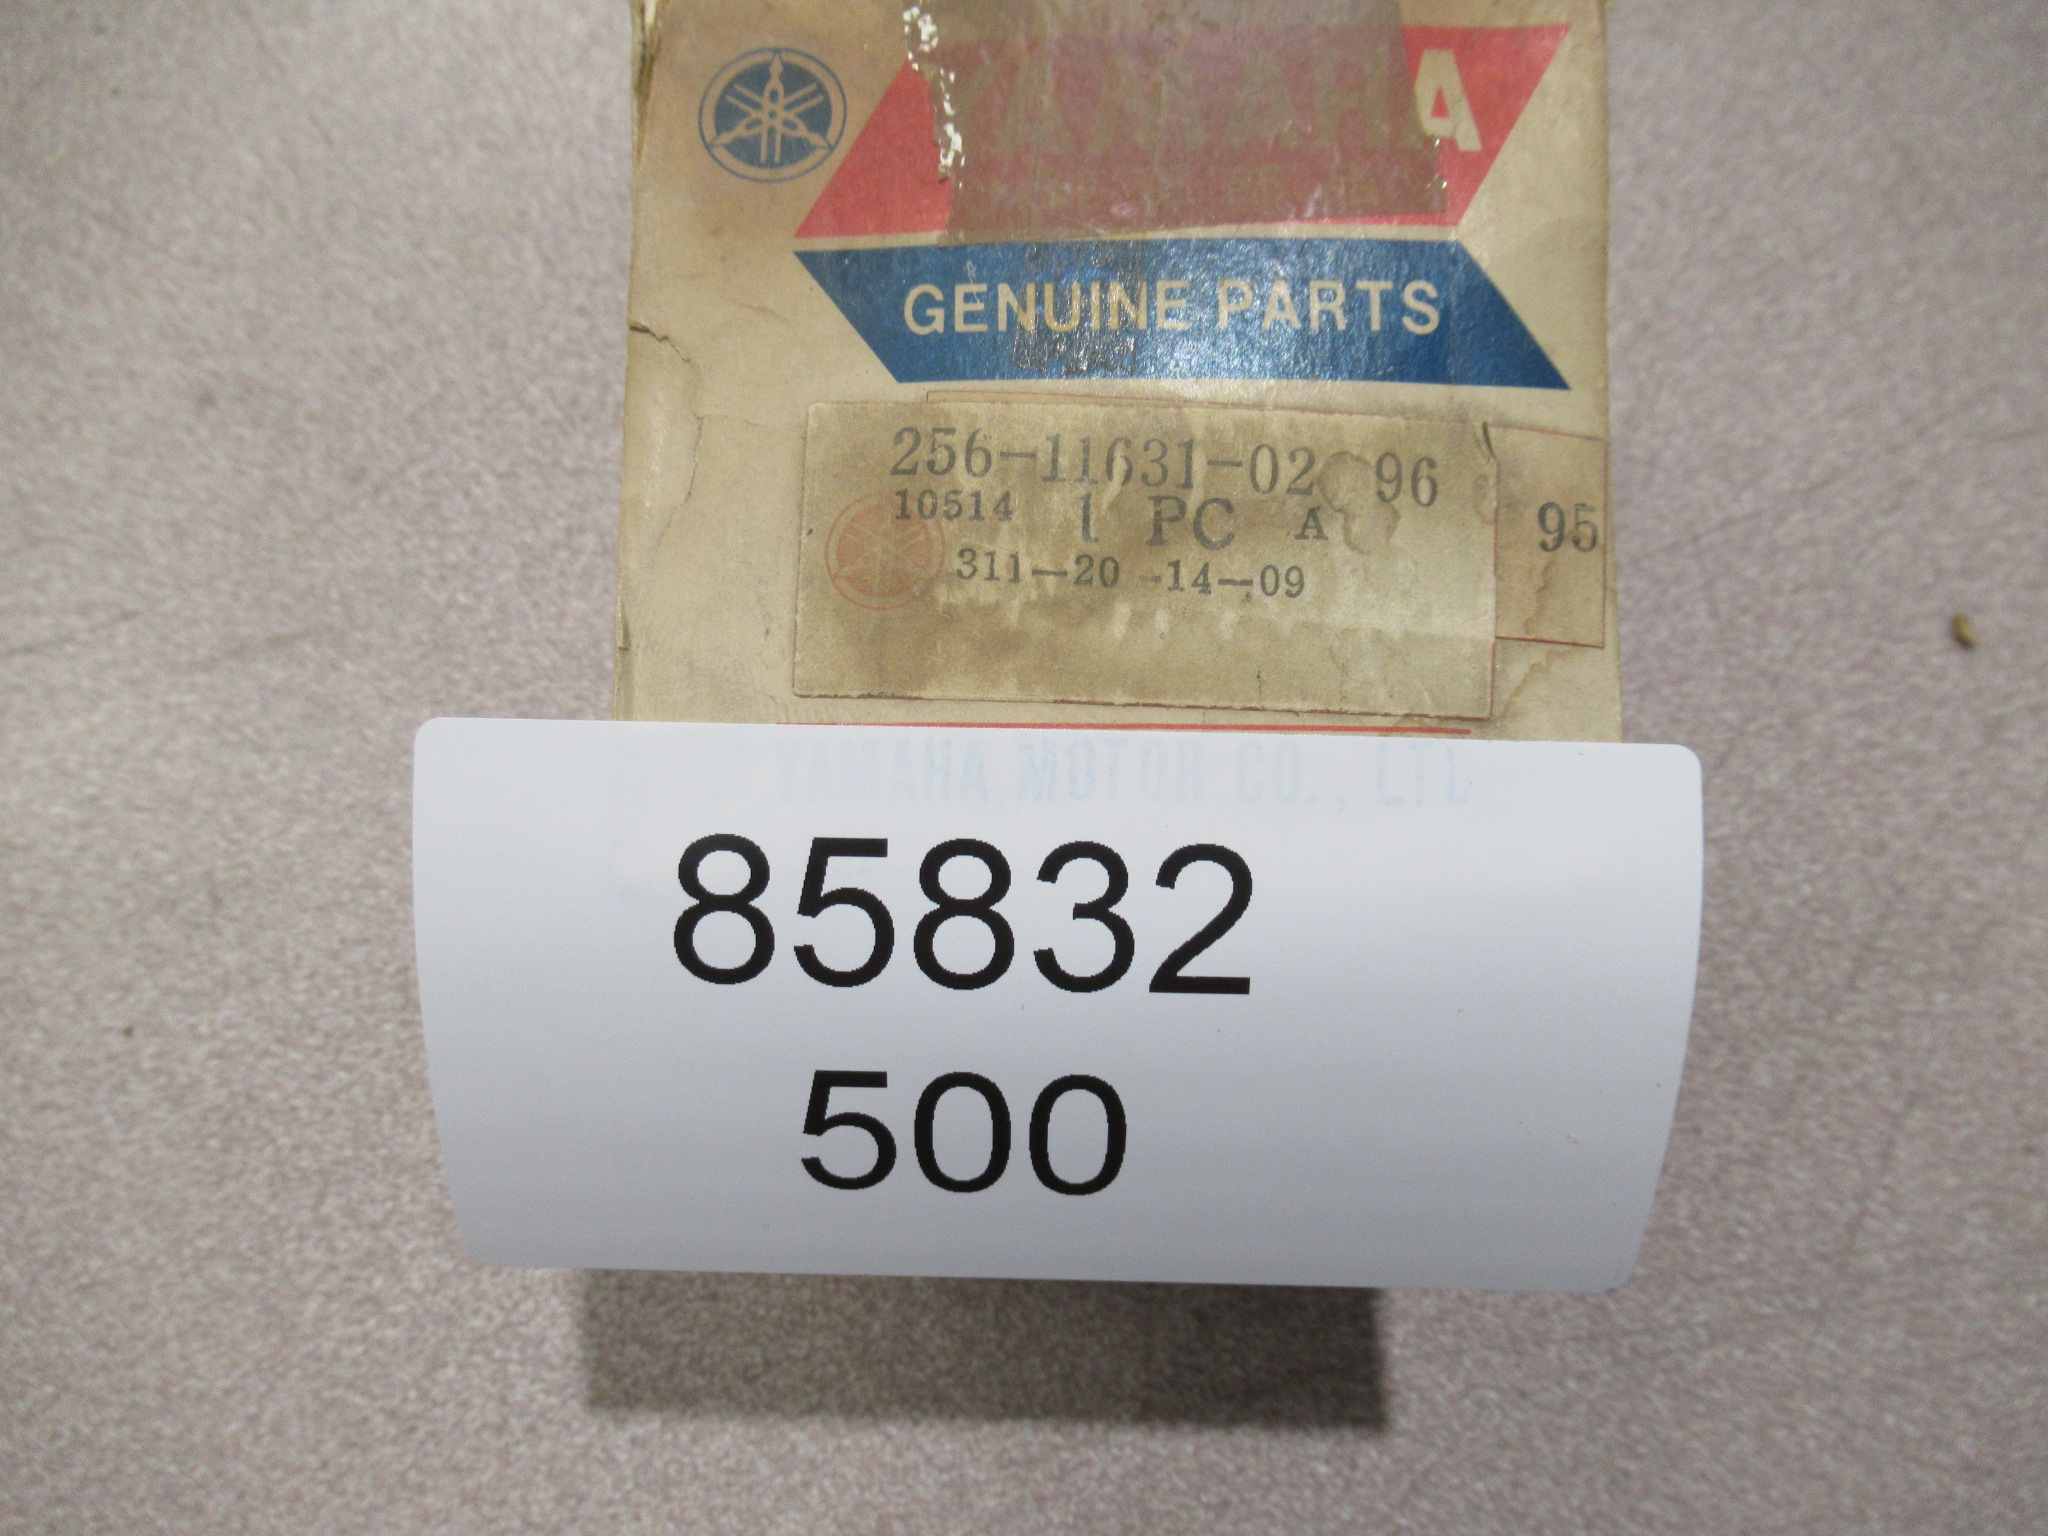 YAMAHA
GENUINE PARTS
256-11631-02 96
10514 1 PC A
95
311-20 -14-09
YAMAHA MOTOR CO., LTD
85832
500